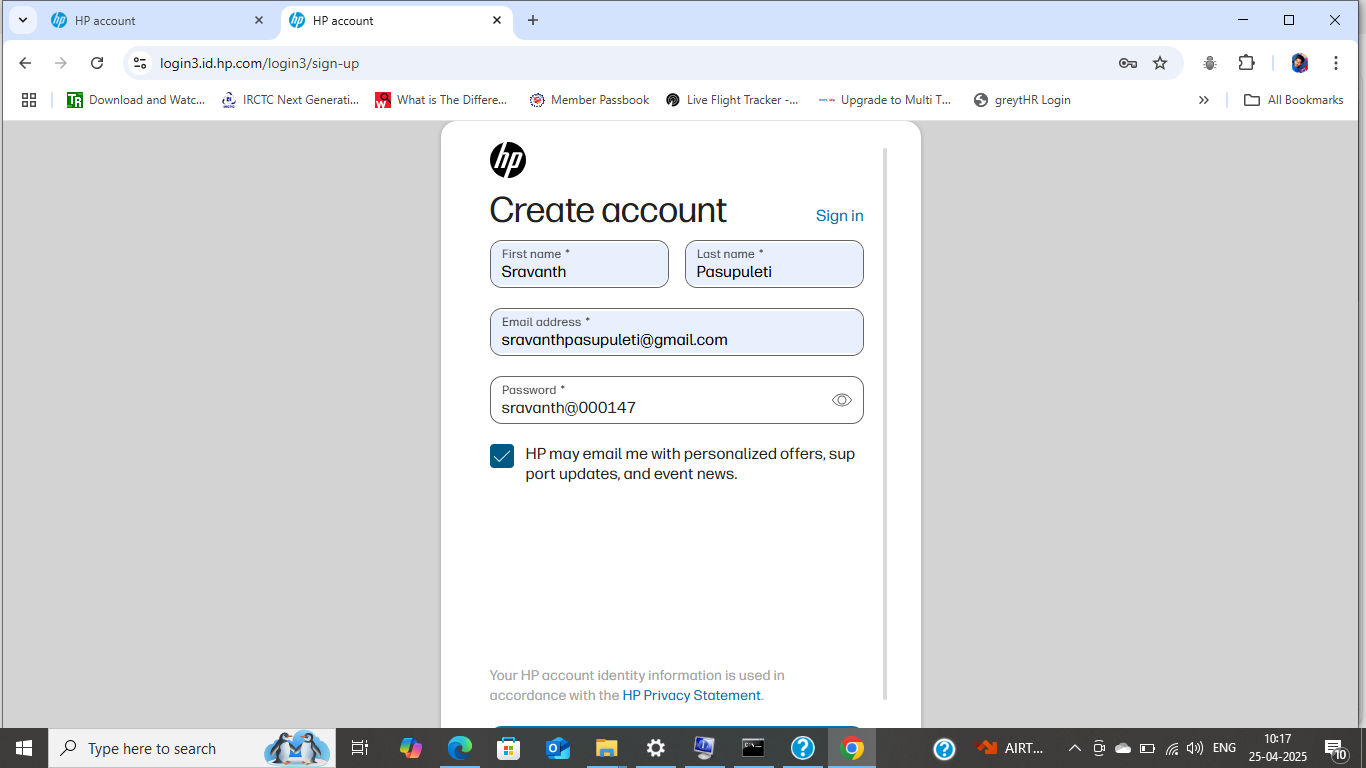 HP account
HP account
login3.id.hp.com/login3/sign-up
Download and Watc...
IRCTC Next Generati...
What is The Differe...
Member Passbook
Live Flight Tracker -...
Upgrade to Multi T...
greytHR Login
All Bookmarks
hp
Create account
Sign in
First name *
Sravanth
Last name *
Pasupuleti
Email address *
sravanthpasupuleti@gmail.com
Password *
sravanth@000147
HP may email me with personalized offers, sup
port updates, and event news.
Your HP account identity information is used in
accordance with the HP Privacy Statement.
Type here to search
AIRT...
ENG
10:17
25-04-2025
10